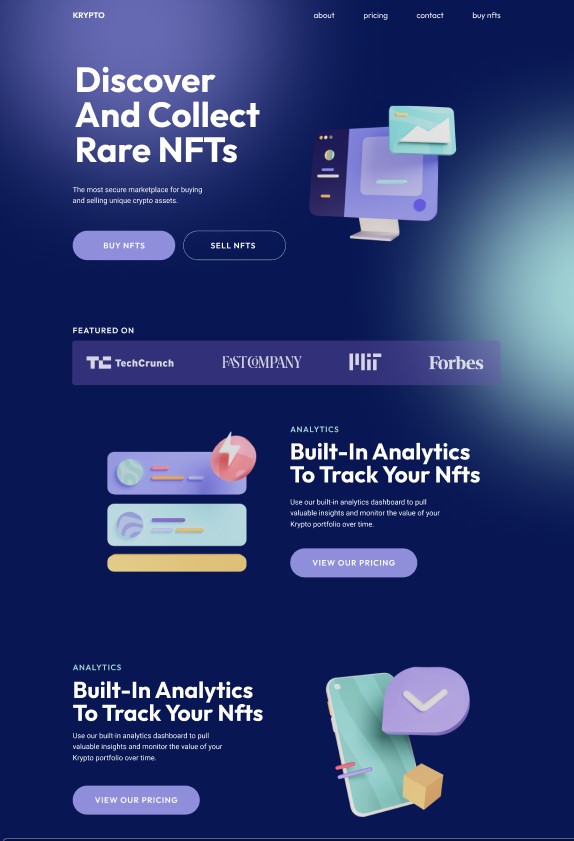 KRYPTO
about
pricing
contact
buy nfts
Discover
And Collect
Rare NFTs
The most secure marketplace for buying
and selling unique crypto assets.
BUY NFTS
SELL NFTS
FEATURED ON
TC TechCrunch
FAST COMPANY
MIT
Forbes
ANALYTICS
Built-In Analytics
To Track Your Nfts
Use our built-in analytics dashboard to pull
valuable insights and monitor the value of your
Krypto portfolio over time.
VIEW OUR PRICING
ANALYTICS
Built-In Analytics
To Track Your Nfts
Use our built-in analytics dashboard to pull
valuable insights and monitor the value of your
Krypto portfolio over time.
VIEW OUR PRICING